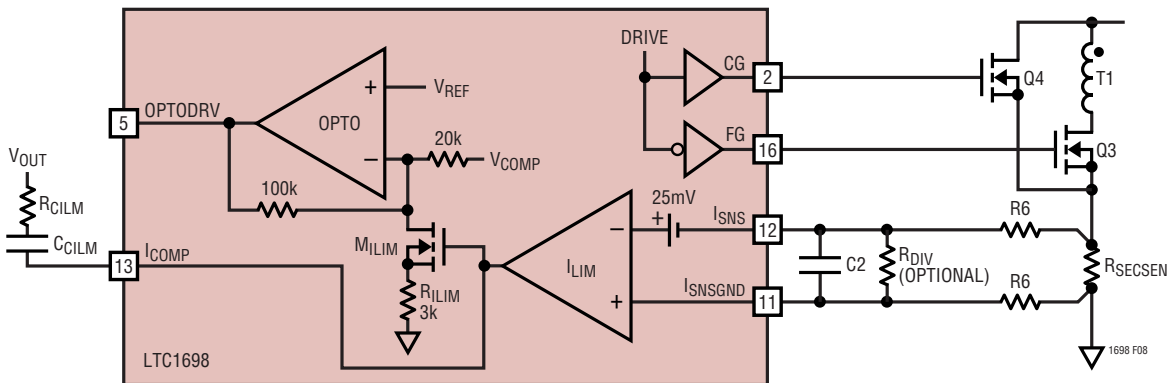 DRIVE
CG
2
Q4
T1
5
OPTODRV
+
V_REF
OPTO
–
20k
V_COMP
FG
16
Q3
V_OUT
R_CILM
C_CILM
100k
25mV
+
I_SNS
12
R6
M_ILIM
–
I_LIM
+
C2
R_DIV
(OPTIONAL)
R_SECSEN
13
I_COMP
R_ILIM
3k
I_SNSGND
11
R6
LTC1698
1698 F08